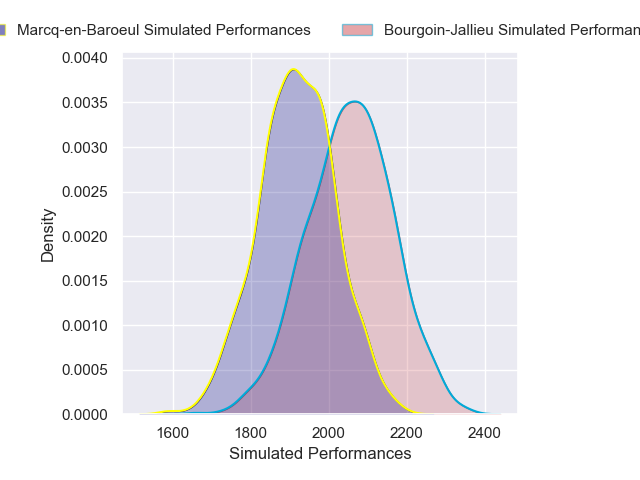 Marcq-en-Baroeul Simulated Performances
Bourgoin-Jallieu Simulated
0.0040
0.0035
0.0030
0.0025
0.0020
0.0015
0.0010
0.0005
0.0000
Density
1600 1800 2000 2200 2400
Simulated Performances